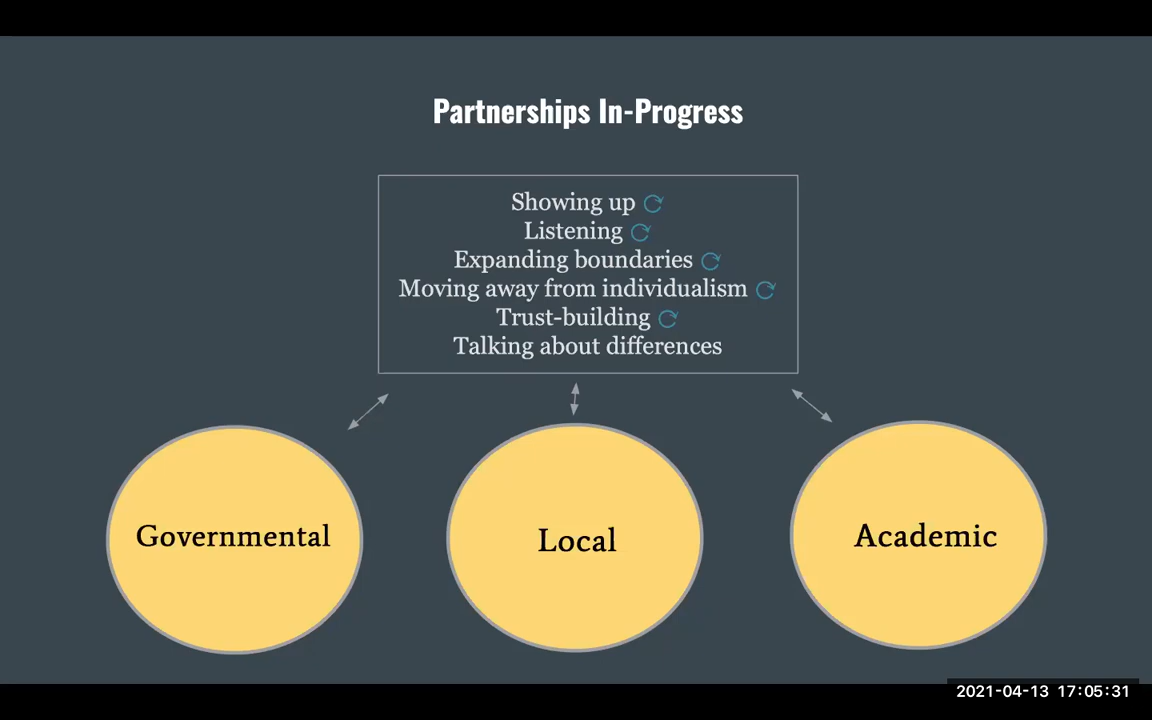 Partnerships In-Progress
Showing up
Listening
Expanding boundaries
Moving away from individualism
Trust-building
Talking about differences
Governmental
Local
Academic
2021-04-13 17:05:31